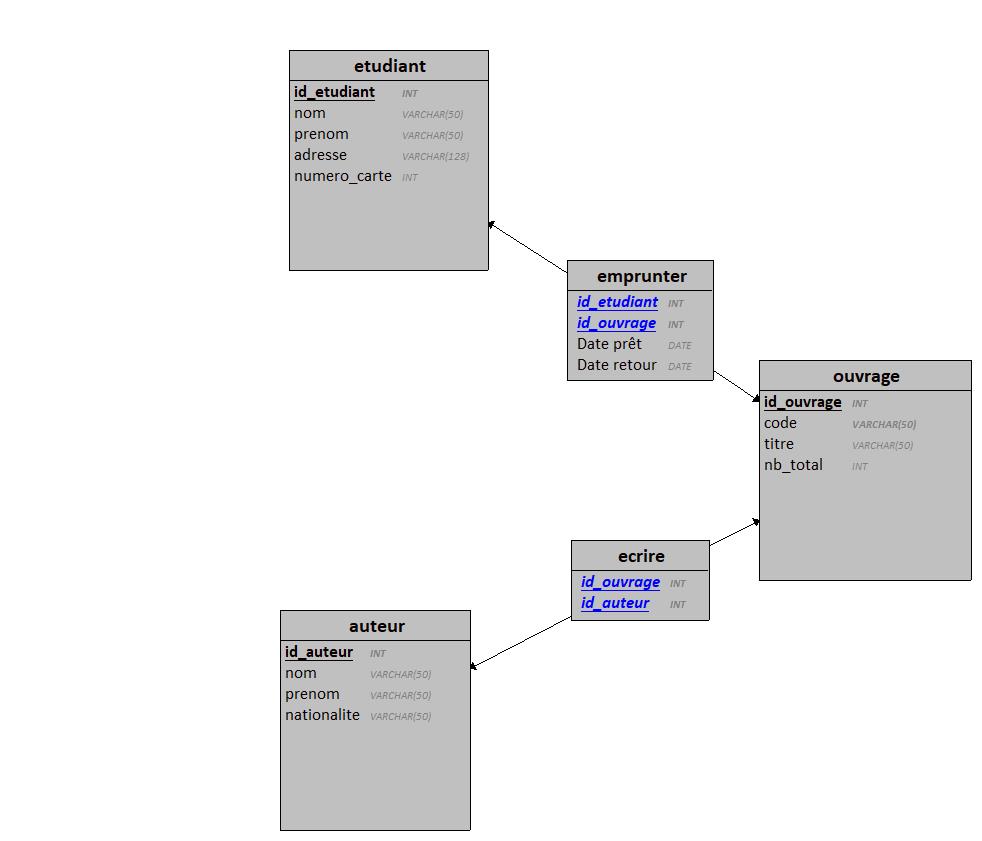 etudiant
id_etudiant INT
nom VARCHAR(50)
prenom VARCHAR(50)
adresse VARCHAR(128)
numero_carte INT
emprunter
id_etudiant INT
id_ouvrage INT
Date prêt DATE
Date retour DATE
ouvrage
id_ouvrage INT
code VARCHAR(50)
titre VARCHAR(50)
nb_total INT
ecrire
id_ouvrage INT
id_auteur INT
auteur
id_auteur INT
nom VARCHAR(50)
prenom VARCHAR(50)
nationalite VARCHAR(50)